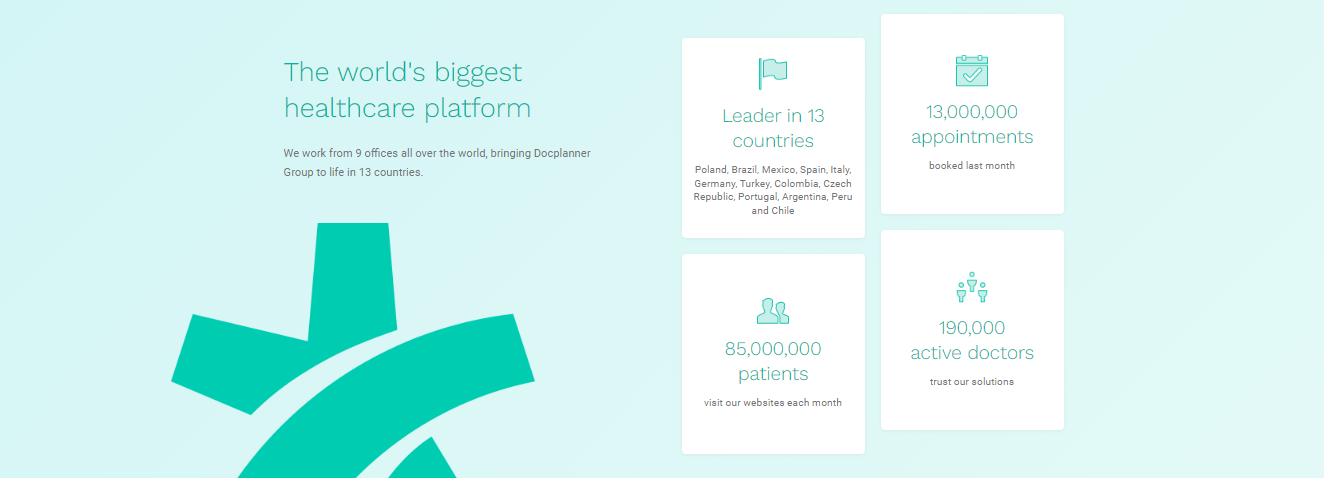 The world's biggest
healthcare platform
We work from 9 offices all over the world, bringing Docplanner
Group to life in 13 countries.
Leader in 13
countries
Poland, Brazil, Mexico, Spain, Italy,
Germany, Turkey, Colombia, Czech
Republic, Portugal, Argentina, Peru
and Chile
13,000,000
appointments
booked last month
85,000,000
patients
visit our websites each month
190,000
active doctors
trust our solutions